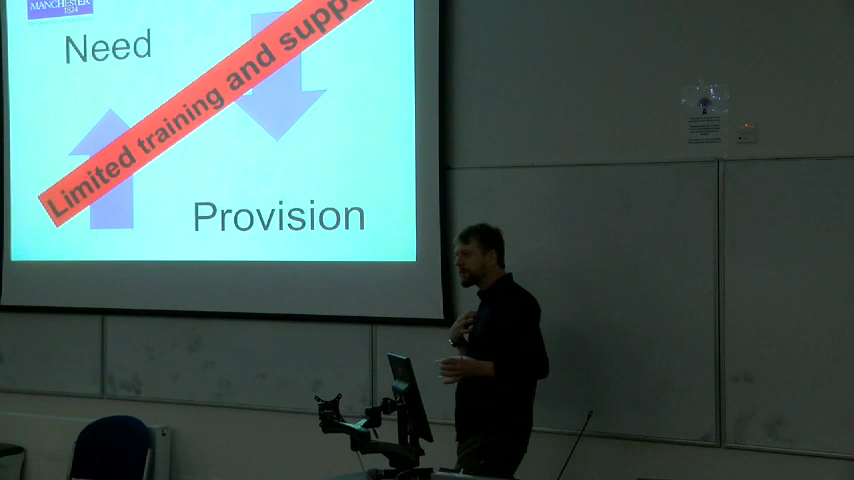 MANCHESTER
1824
Need
Limited training and supp
Provision